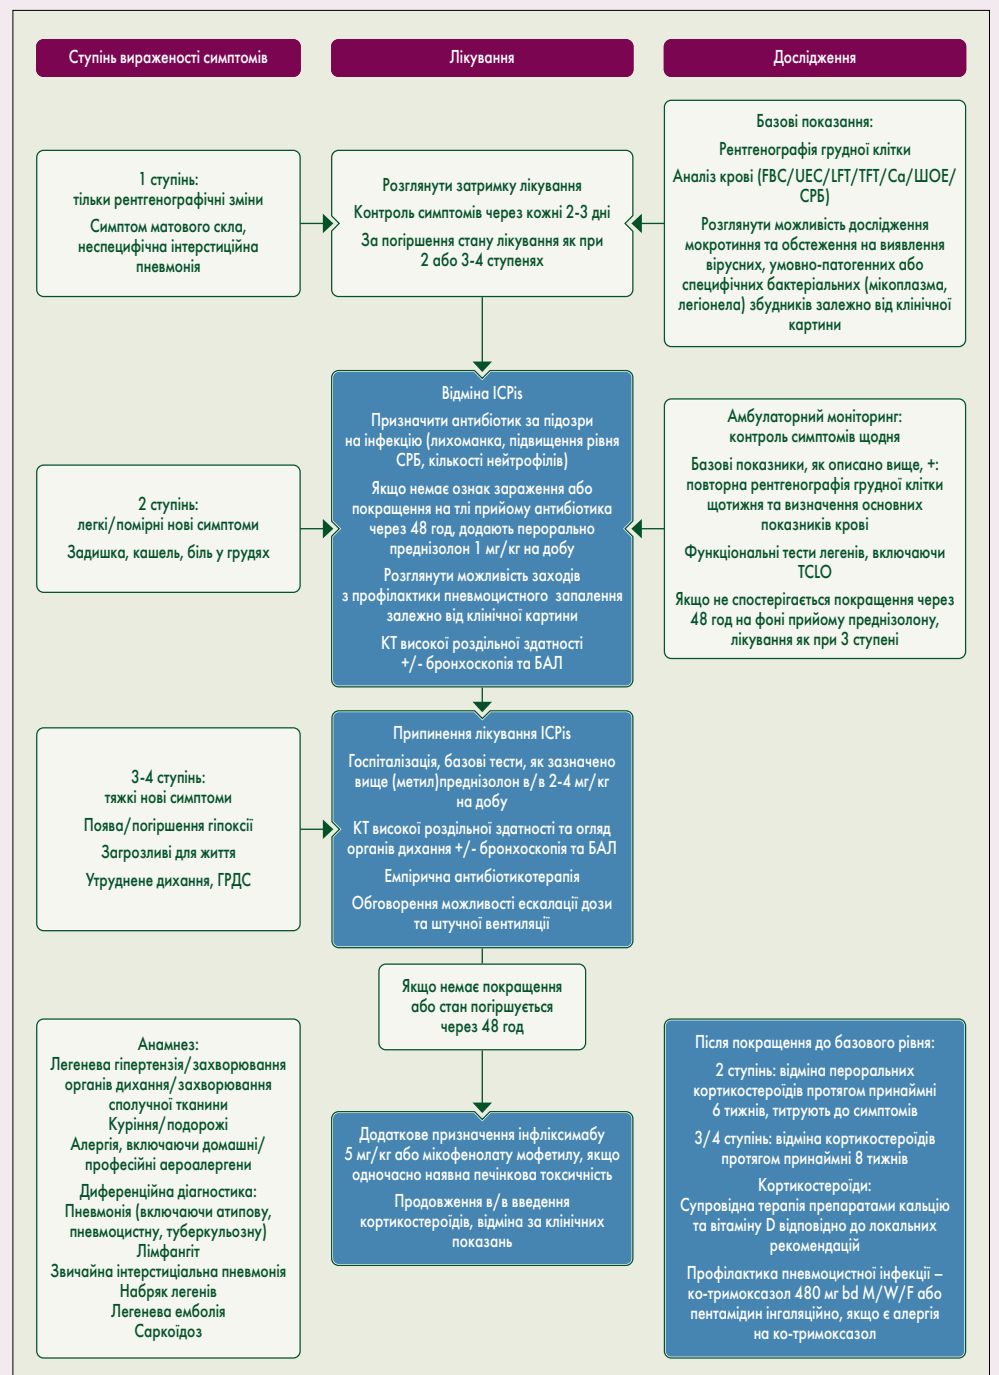 Ступінь вираженості симптомів
Лікування
Дослідження
1 ступінь:
тільки рентгенографічні зміни
Симптом матового скла,
неспецифічна інтерстиційна
пневмонія
Розглянути затримку лікування
Контроль симптомів через кожні 2-3 дні
За погіршення стану лікування як при
2 або 3-4 ступенях
Базові показання:
Рентгенографія грудної клітки
Аналіз крові (FBC/UEC/LFT/TFT/Ca/ШОЕ/
СРБ)
Розглянути можливість дослідження
мокротиння та обстеження на виявлення
вірусних, умовно-патогенних або
специфічних бактеріальних (мікоплазма,
легіонела) збудників залежно від клінічної
картини
2 ступінь:
легкі/помірні нові симптоми
Задишка, кашель, біль у грудях
Відміна ICPis
Призначити антибіотик за підозри
на інфекцію (лихоманка, підвищення рівня
СРБ, кількості нейтрофілів)
Якщо немає ознак зараження або
покращення на тлі прийому антибіотика
через 48 год, додають перорально
преднізолон 1 мг/кг на добу
Розглянути можливість заходів
з профілактики пневмоцистного запалення
залежно від клінічної картини
КТ високої роздільної здатності
+/- бронхоскопія та БАЛ
Амбулаторний моніторинг:
контроль симптомів щодня
Базові показники, як описано вище, +:
повторна рентгенографія грудної клітки
щотижня та визначення основних
показників крові
Функціональні тести легенів, включаючи
TCLO
Якщо не спостерігається покращення через
48 год на фоні прийому преднізолону,
лікування як при 3 ступені
3-4 ступінь:
тяжкі нові симптоми
Поява/погіршення гіпоксії
Загрозливі для життя
Утруднене дихання, ГРДС
Припинення лікування ICPis
Госпіталізація, базові тести, як зазначено
вище (метил)преднізолон в/в 2-4 мг/кг
на добу
КТ високої роздільної здатності та огляд
органів дихання +/- бронхоскопія та БАЛ
Емпірична антибіотикотерапія
Обговорення можливості ескалації дози
та штучної вентиляції
Якщо немає покращення
або стан погіршується
через 48 год
Анамнез:
Легенева гіпертензія/захворювання
органів дихання/захворювання
сполучної тканини
Куріння/подорожі
Алергія, включаючи домашні/
професійні аероалергени
Диференційна діагностика:
Пневмонія (включаючи атипову,
пневмоцистну, туберкульозну)
Лімфангіт
Звичайна інтерстиціальна пневмонія
Набряк легенів
Легенева емболія
Саркоїдоз
Додаткове призначення інфліксимабу
5 мг/кг або мікофенолату мофетилу, якщо
одночасно наявна печінкова токсичність
Продовження в/в введення
кортикостероїдів, відміна за клінічних
показань
Після покращення до базового рівня:
2 ступінь: відміна пероральних
кортикостероїдів протягом принаймні
6 тижнів, титрують до симптомів
3/4 ступінь: відміна кортикостероїдів
протягом принаймні 8 тижнів
Кортикостероїди:
Супровідна терапія препаратами кальцію
та вітаміну D відповідно до локальних
рекомендацій
Профілактика пневмоцистної інфекції –
ко-тримоксазол 480 мг bd M/W/F або
пентамідин інгаляційно, якщо є алергія
на ко-тримоксазол